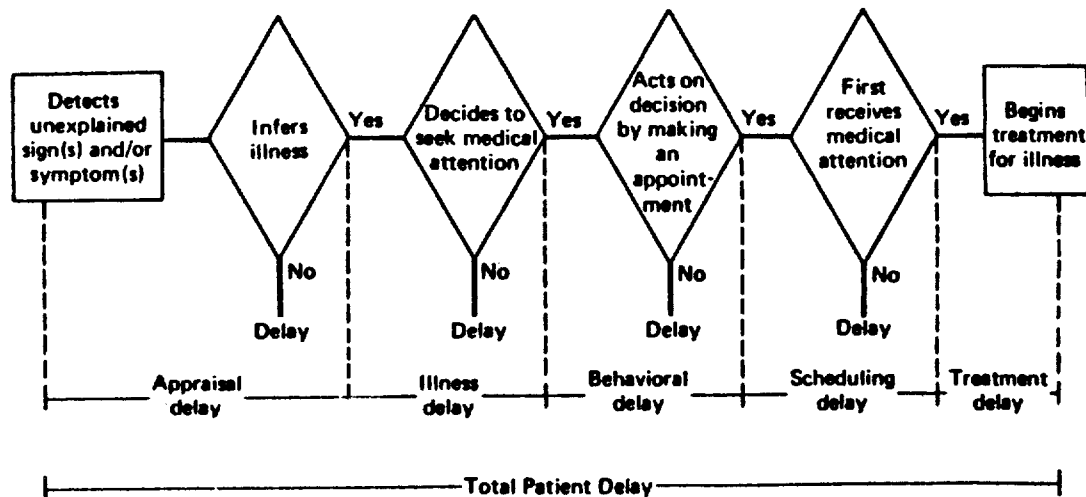 Detects
unexplained
sign(s) and/or
symptom(s)
Infers
illness
Yes
No
Delay
Decides to
seek medical
attention
Yes
No
Delay
Acts on
decision
by making
an
appoint-
ment
Yes
No
Delay
First
receives
medical
attention
Yes
No
Delay
Begins
treatment
for illness
Appraisal
delay
Illness
delay
Behavioral
delay
Scheduling
delay
Treatment
delay
Total Patient Delay